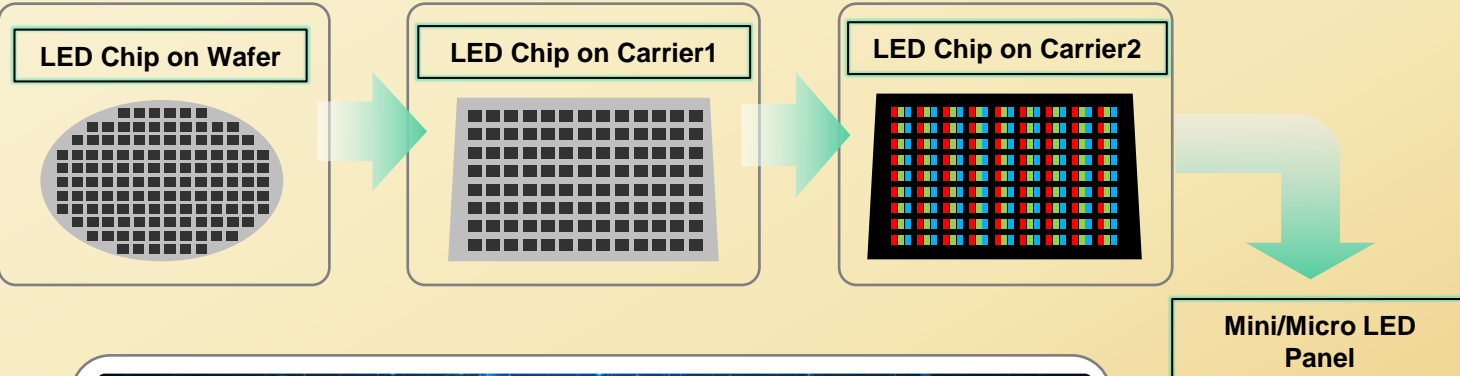 LED Chip on Wafer
LED Chip on Carrier1
LED Chip on Carrier2
Mini/Micro LED
Panel